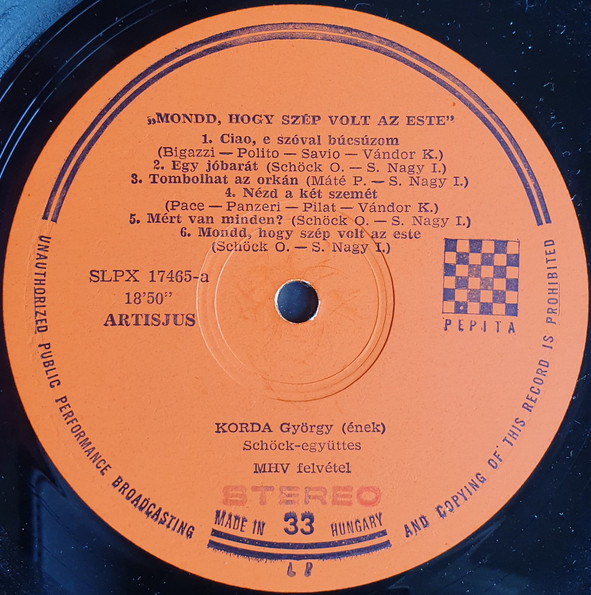 „MONDD, HOGY SZÉP VOLT AZ ESTE”
1. Ciao, e szóval búcsúzom
(Bigazzi — Polito — Savio — Vándor K.)
2. Egy jóbarát (Schöck O. — S. Nagy I.)
3. Tombolhat az orkán (Máté P. — S. Nagy I.)
4. Nézd a két szemét
(Pace — Panzeri — Pilat — Vándor K.)
5. Mért van minden? (Schöck O. — S. Nagy I.)
6. Mondd, hogy szép volt az este
(Schöck O. — S. Nagy I.)
SLPX 17465-a
18'50"
ARTISJUS
PEPITA
KORDA György (ének)
Schöck-együttes
MHV felvétel
STEREO
MADE IN 33 HUNGARY
LP
UNAUTHORIZED PUBLIC PERFORMANCE BROADCASTING AND COPYING OF THIS RECORD IS PROHIBITED